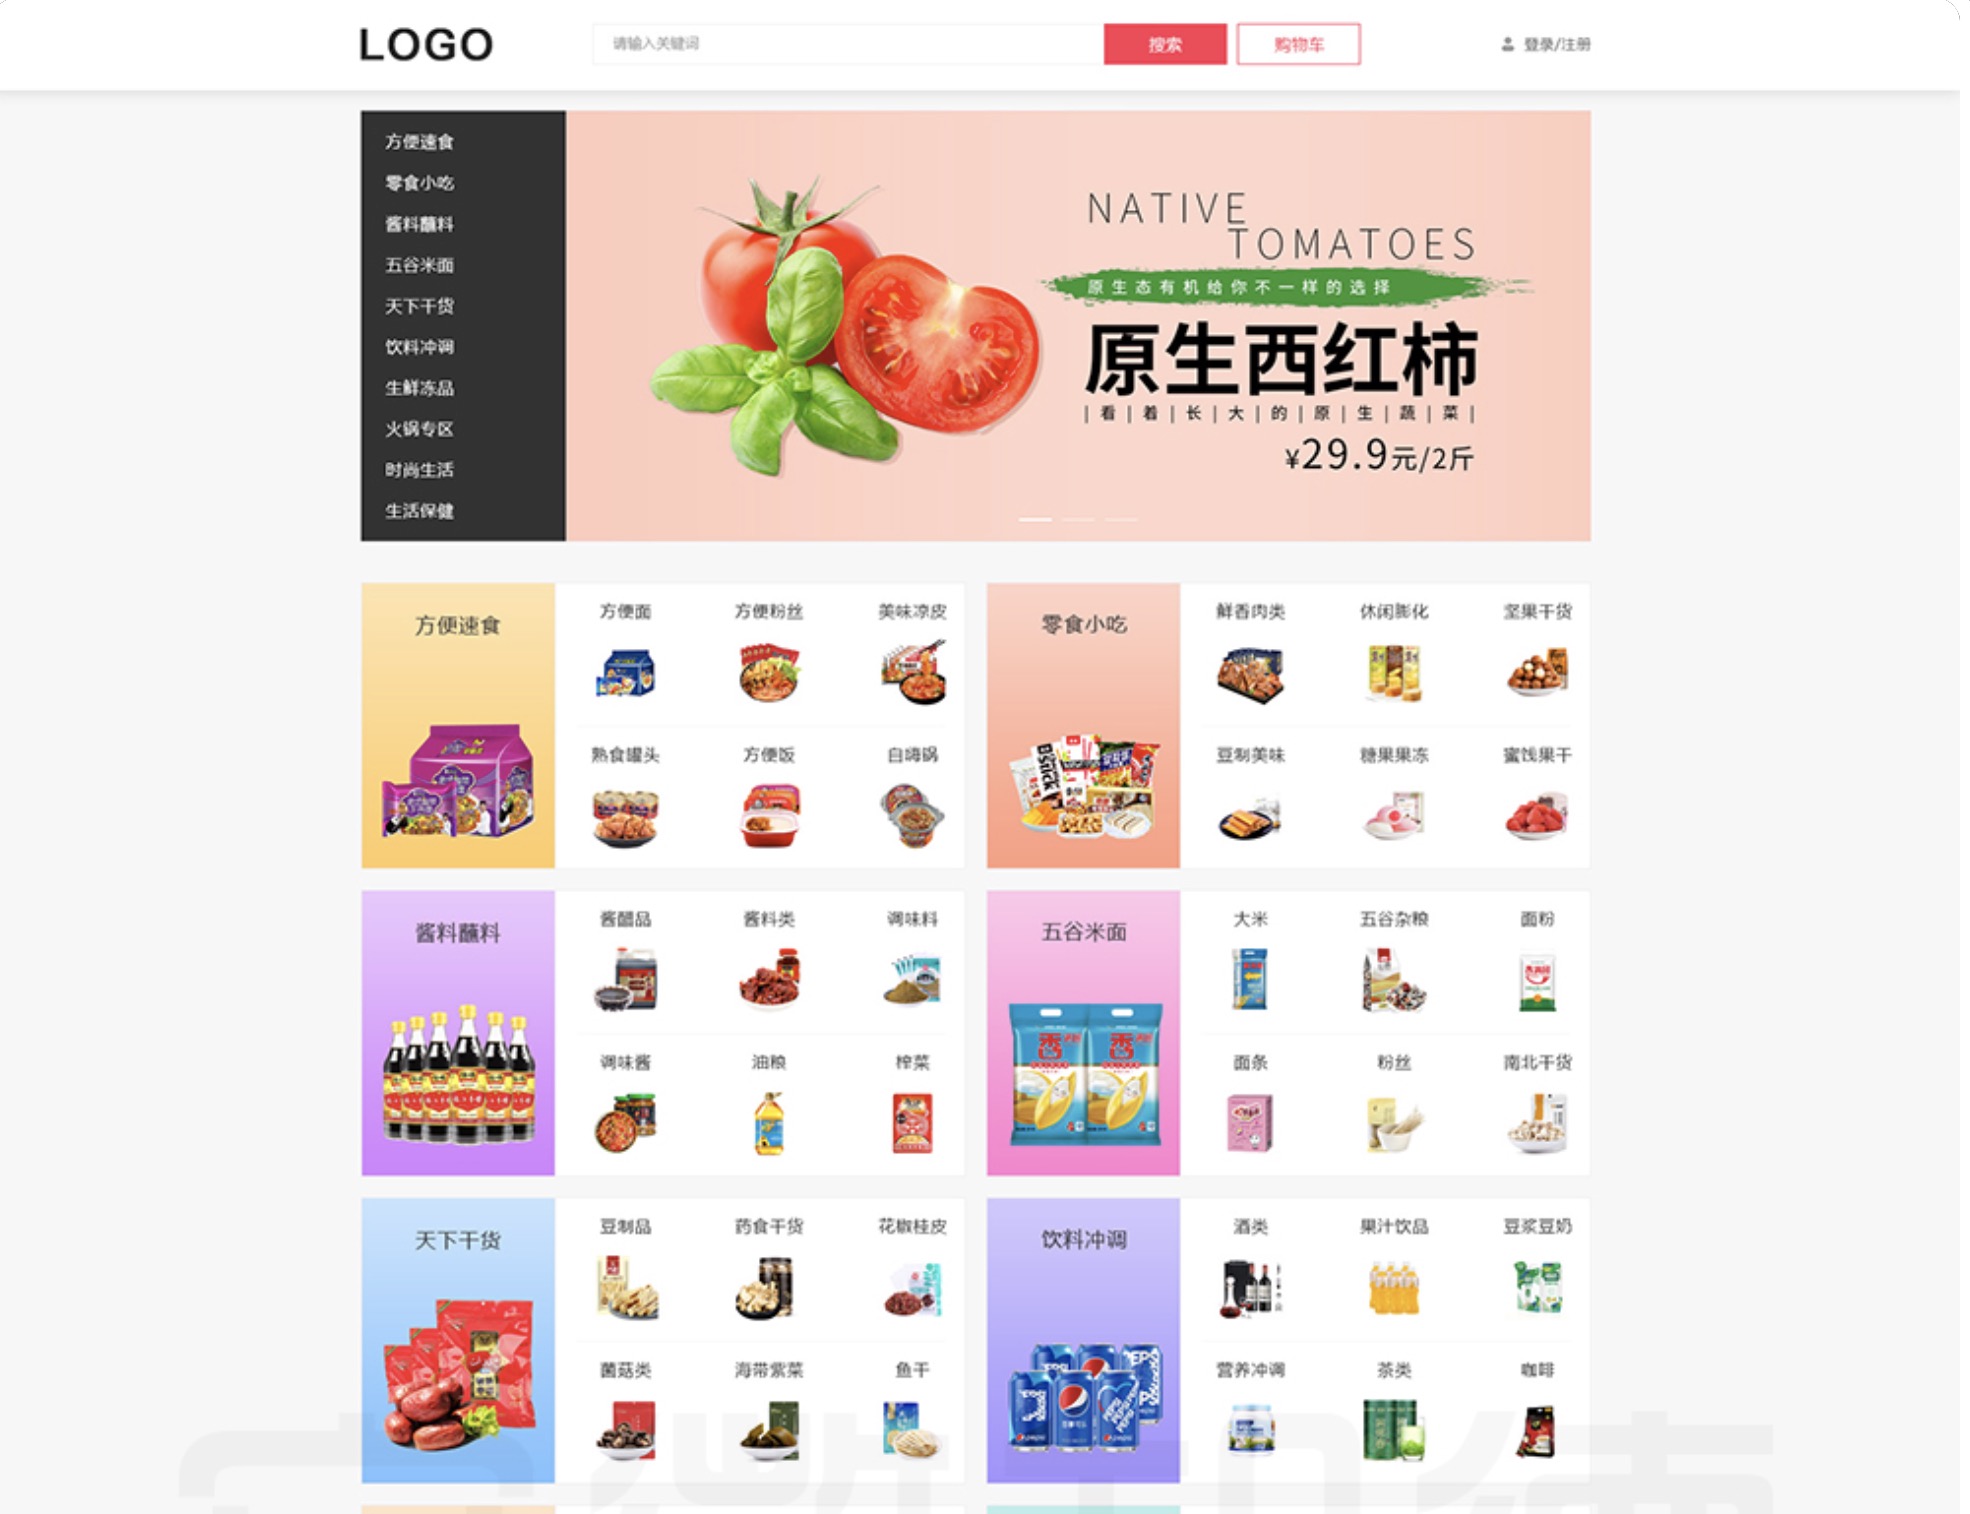 LOGO
请输入关键词
搜索
购物车
登录/注册
方便速食
零食小吃
酱料蘸料
五谷米面
天下干货
饮料冲调
生鲜冻品
火锅专区
时尚生活
生活保健
NATIVE
TOMATOES
原生态有机给你不一样的选择
原生西红柿
|看|着|长|大|的|原|生|蔬|菜|
¥29.9元/2斤
方便速食
方便面
方便粉丝
美味凉皮
熟食罐头
方便饭
自嗨锅
零食小吃
鲜香肉类
休闲膨化
坚果干货
豆制美味
糖果果冻
蜜饯果干
酱料蘸料
酱醋品
酱料类
调味料
调味酱
油粮
榨菜
五谷米面
大米
五谷杂粮
面粉
面条
粉丝
南北干货
天下干货
豆制品
药食干货
花椒桂皮
菌菇类
海带紫菜
鱼干
饮料冲调
酒类
果汁饮品
豆浆豆奶
营养冲调
茶类
咖啡